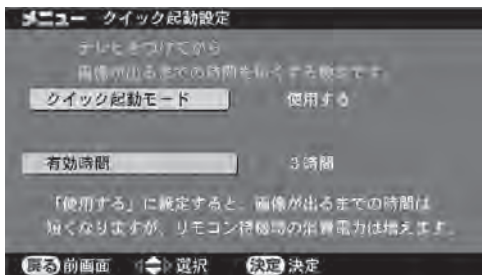 メニュー クイック起動設定
テレビをつけてから
画像が出るまでの時間を短くする設定です。
クイック起動モード 使用する
有効時間 3時間
「使用する」に設定すると、画像が出るまでの時間は
短くなりますが、リモコン待機時の消費電力は増えます。
戻る 前画面 選択 決定 決定